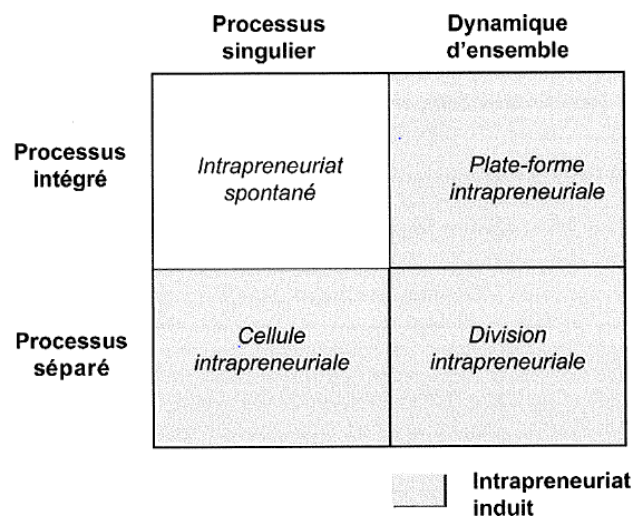 Processus
singulier
Dynamique
d'ensemble
Processus
intégré
Intrapreneuriat
spontané
Plate-forme
intrapreneuriale
Processus
séparé
Cellule
intrapreneuriale
Division
intrapreneuriale
Intrapreneuriat
induit